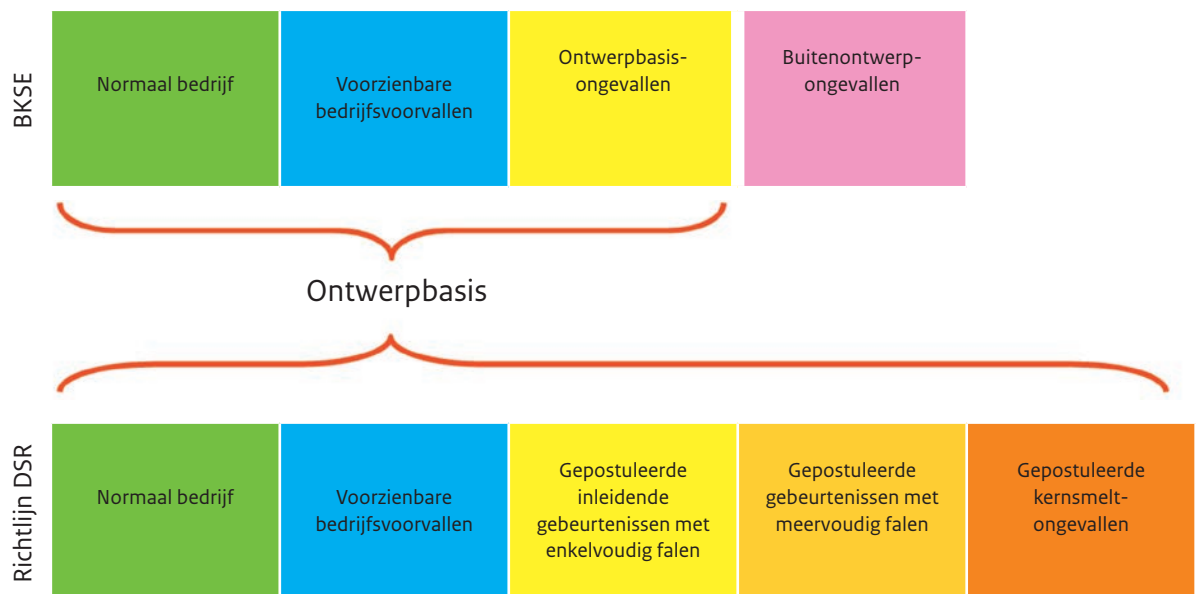 BKSE
Normaal bedrijf
Voorzienbare
bedrijfsvoorvallen
Ontwerpbasis-
ongevallen
Buitenontwerp-
ongevallen
Ontwerpbasis
Richtlijn DSR
Normaal bedrijf
Voorzienbare
bedrijfsvoorvallen
Gepostuleerde
inleidende
gebeurtenissen met
enkelvoudig falen
Gepostuleerde
gebeurtenissen met
meervoudig falen
Gepostuleerde
kernsmelt-
ongevallen